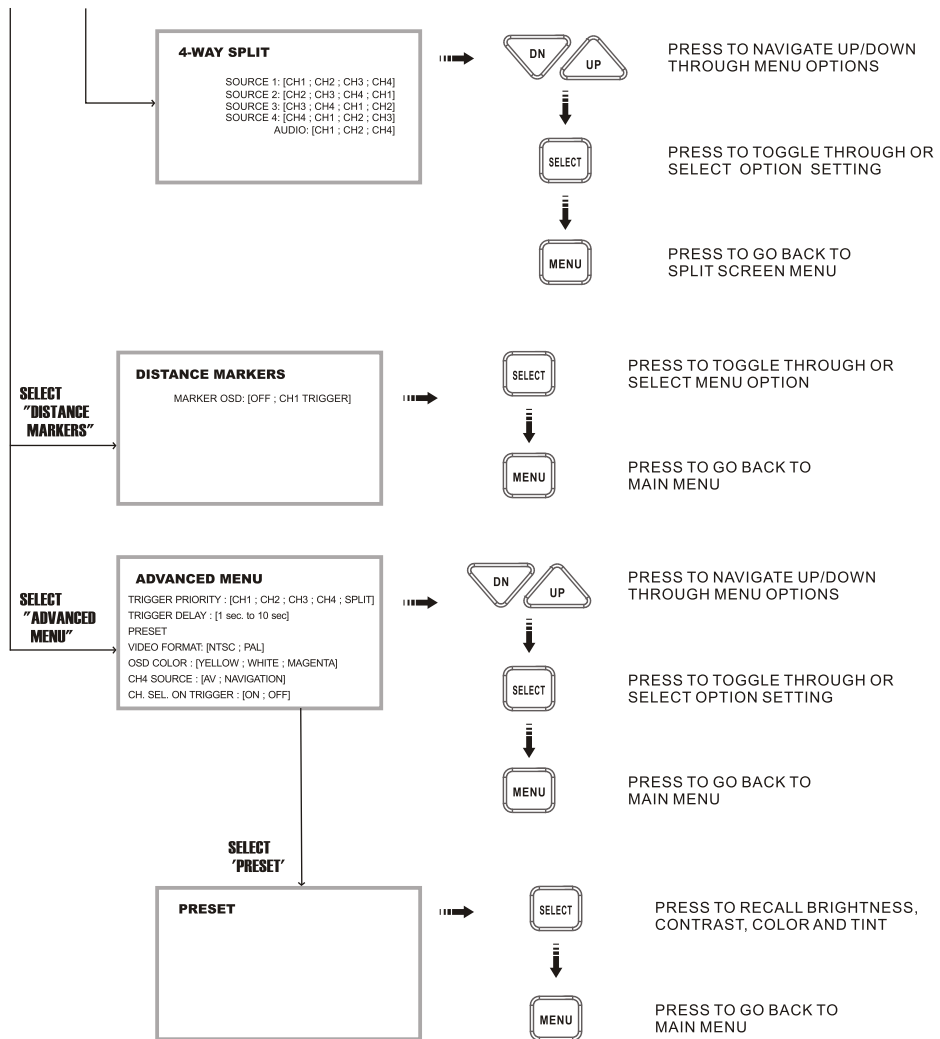 4-WAY SPLIT
SOURCE 1: [CH1 ; CH2 ; CH3 ; CH4]
SOURCE 2: [CH2 ; CH3 ; CH4 ; CH1]
SOURCE 3: [CH3 ; CH4 ; CH1 ; CH2]
SOURCE 4: [CH4 ; CH1 ; CH2 ; CH3]
AUDIO: [CH1 ; CH2 ; CH4]
DN
UP
PRESS TO NAVIGATE UP/DOWN
THROUGH MENU OPTIONS
SELECT
PRESS TO TOGGLE THROUGH OR
SELECT OPTION SETTING
MENU
PRESS TO GO BACK TO
SPLIT SCREEN MENU
SELECT
"DISTANCE
MARKERS"
DISTANCE MARKERS
MARKER OSD: [OFF ; CH1 TRIGGER]
SELECT
PRESS TO TOGGLE THROUGH OR
SELECT MENU OPTION
MENU
PRESS TO GO BACK TO
MAIN MENU
SELECT
"ADVANCED
MENU"
ADVANCED MENU
TRIGGER PRIORITY : [CH1 ; CH2 ; CH3 ; CH4 ; SPLIT]
TRIGGER DELAY : [1 sec. to 10 sec]
PRESET
VIDEO FORMAT: [NTSC ; PAL]
OSD COLOR : [YELLOW ; WHITE ; MAGENTA]
CH4 SOURCE : [AV ; NAVIGATION]
CH. SEL. ON TRIGGER : [ON ; OFF]
DN
UP
PRESS TO NAVIGATE UP/DOWN
THROUGH MENU OPTIONS
SELECT
PRESS TO TOGGLE THROUGH OR
SELECT OPTION SETTING
MENU
PRESS TO GO BACK TO
MAIN MENU
SELECT
'PRESET'
PRESET
SELECT
PRESS TO RECALL BRIGHTNESS,
CONTRAST, COLOR AND TINT
MENU
PRESS TO GO BACK TO
MAIN MENU